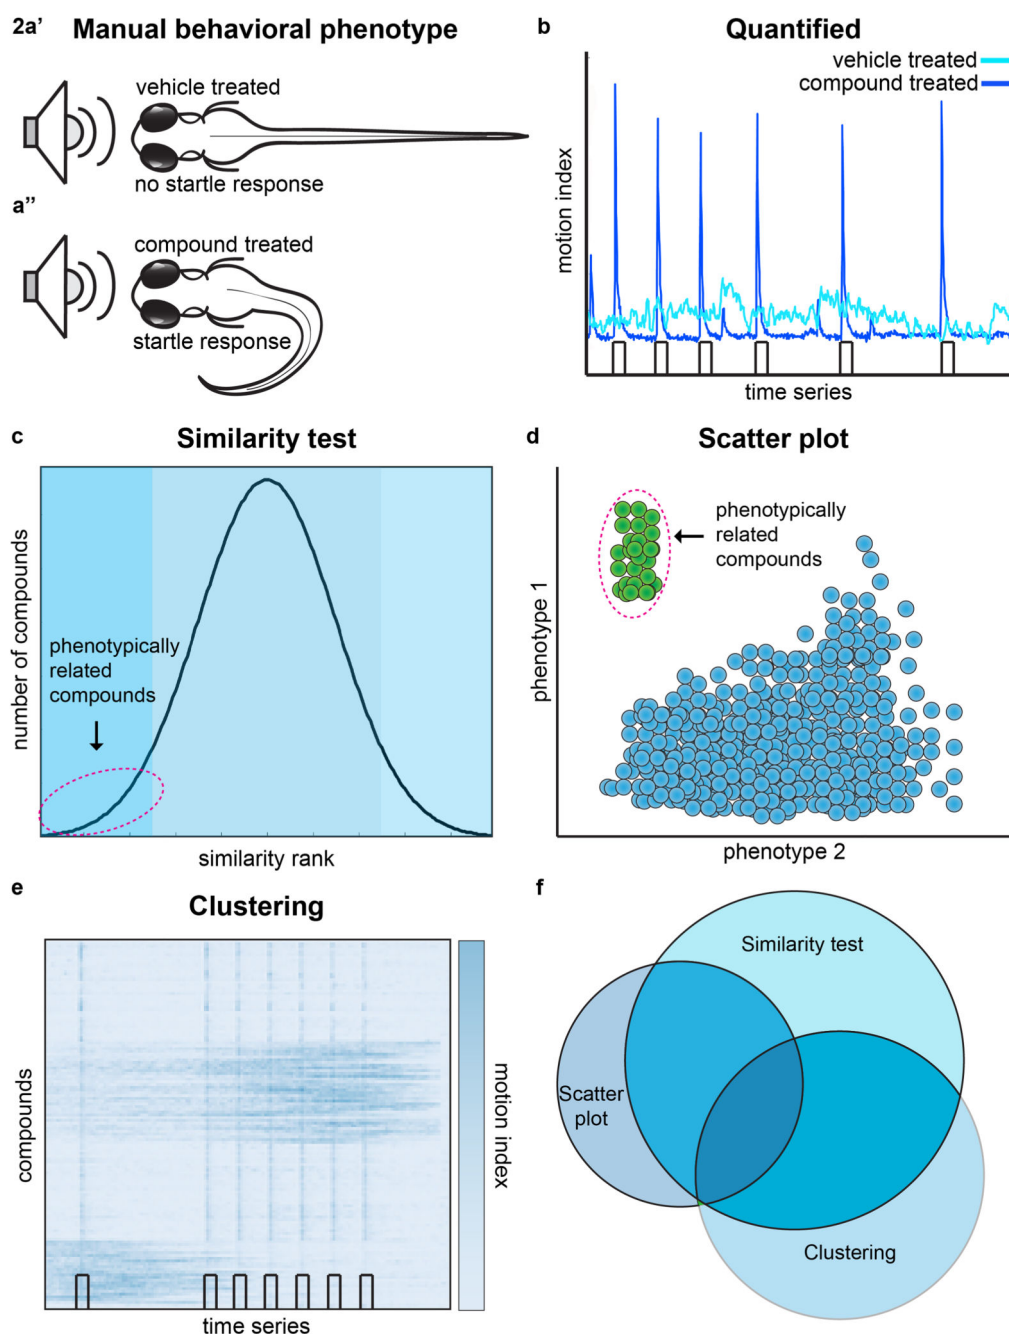 2a’ Manual behavioral phenotype
vehicle treated
no startle response
a”
compound treated
startle response
b Quantified
vehicle treated
compound treated
motion index
time series
c Similarity test
number of compounds
phenotypically
related
compounds
similarity rank
d Scatter plot
phenotype 1
phenotypically
related
compounds
phenotype 2
e
Clustering
compounds
motion index
time series
f
Similarity test
Scatter
plot
Clustering